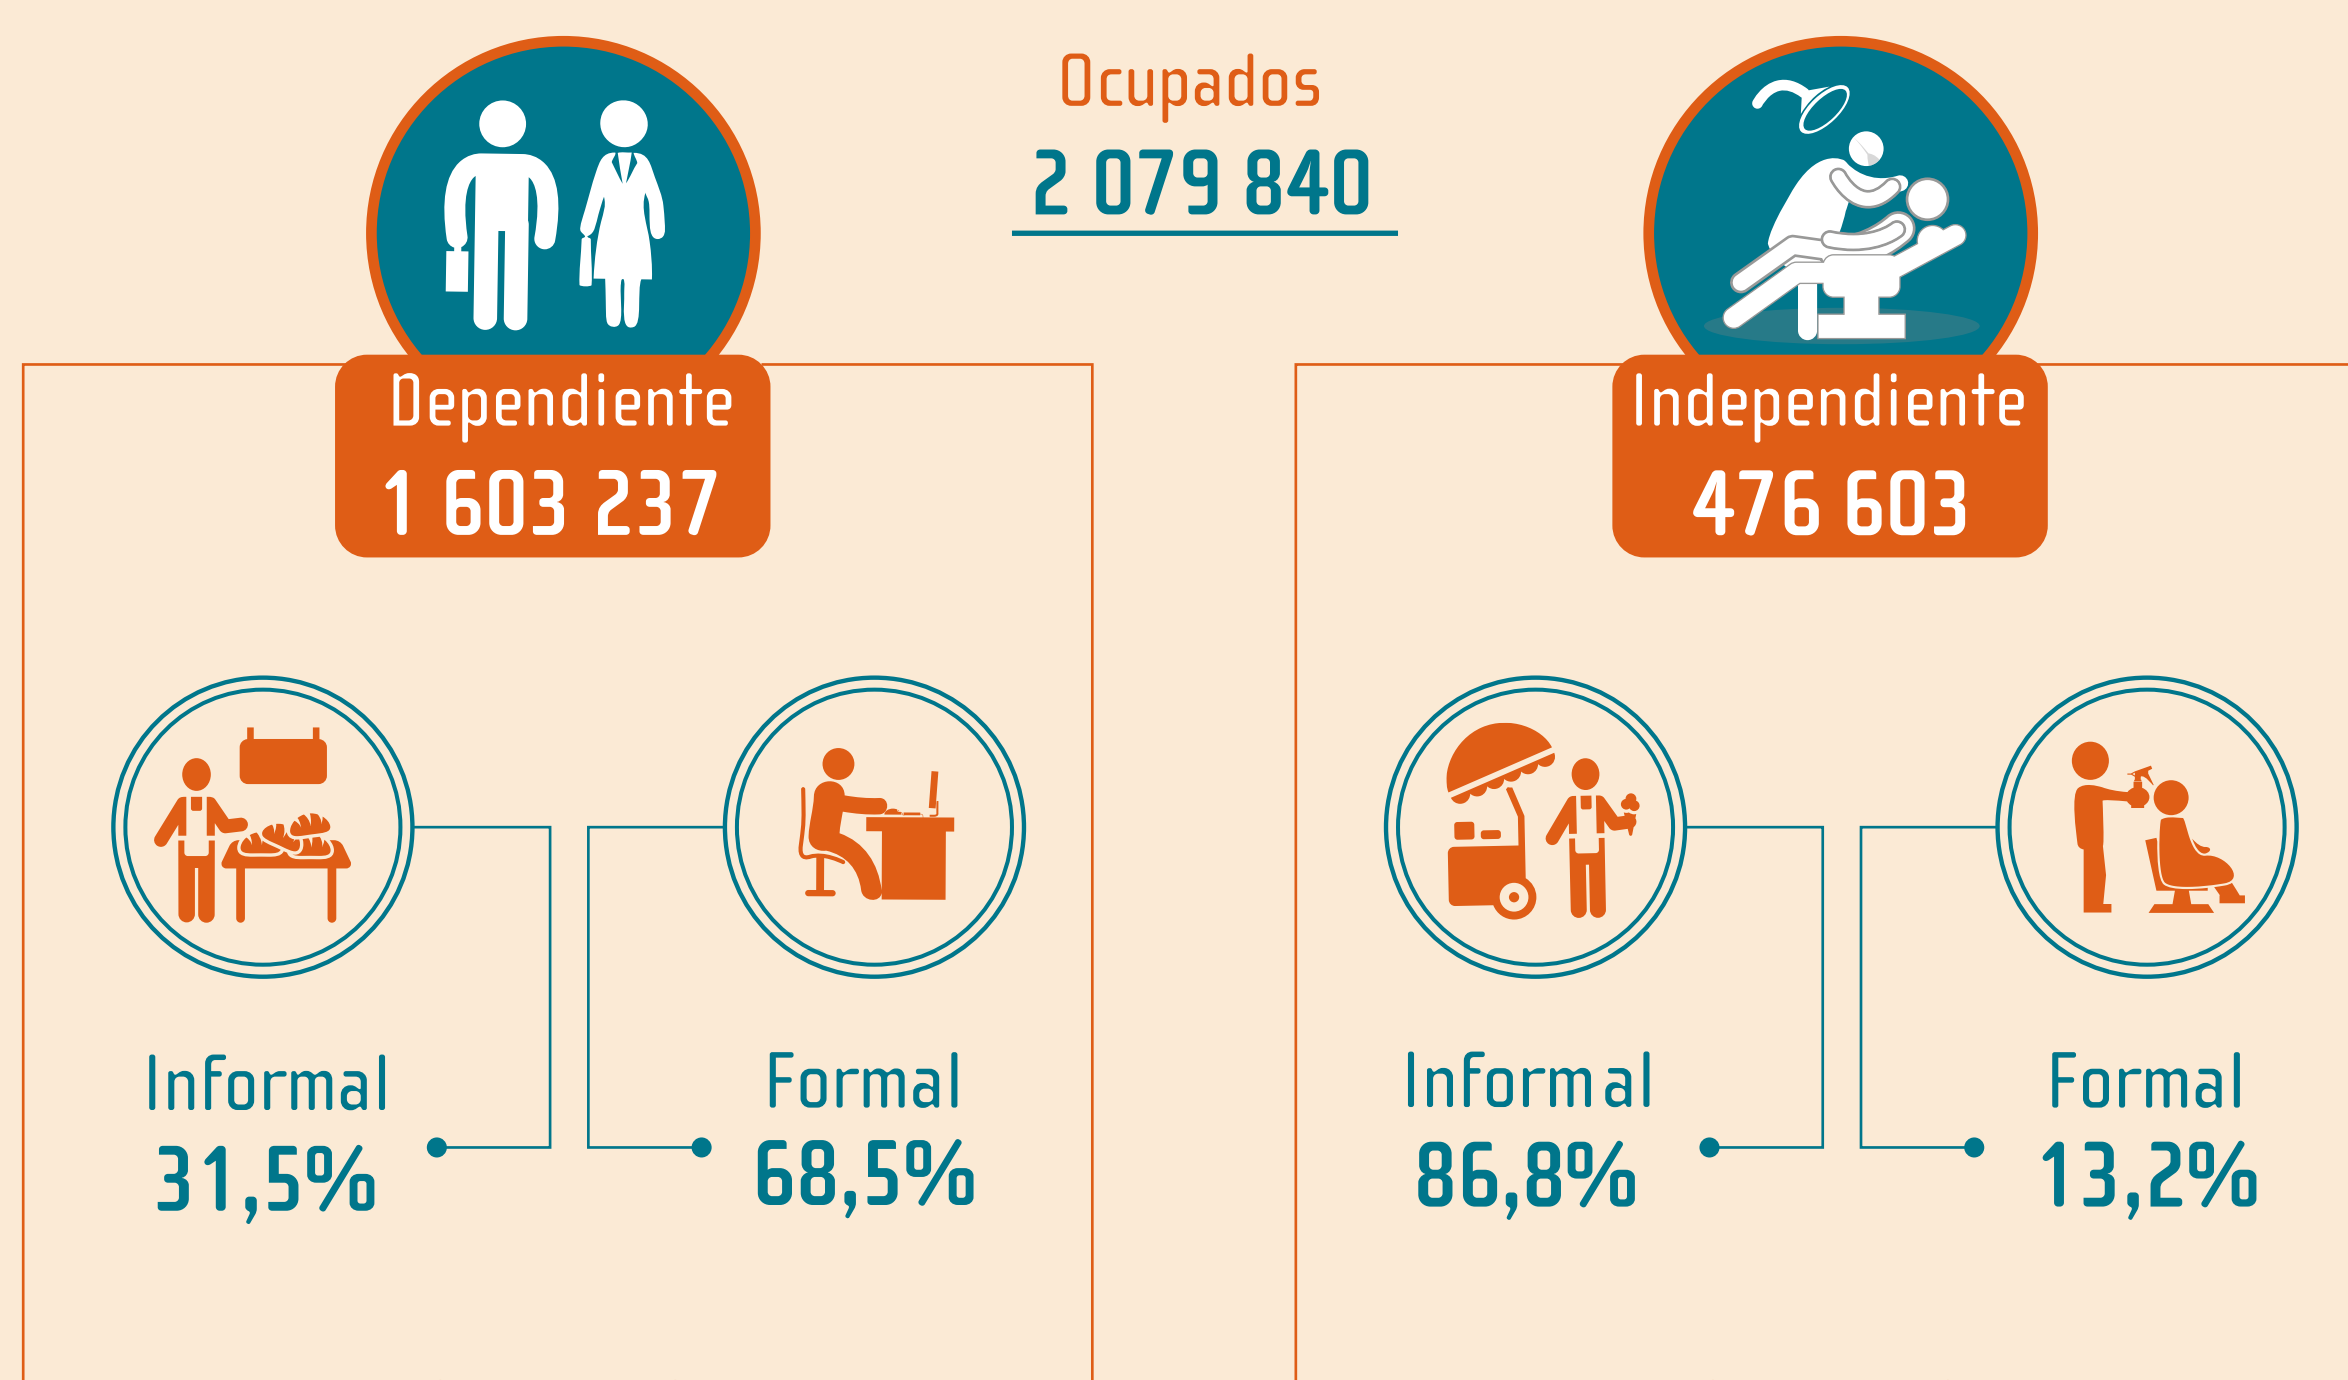 Ocupados
2 079 840
Dependiente
1 603 237
Informal
31,5%
Formal
68,5%
Independiente
476 603
Informal
86,8%
Formal
13,2%